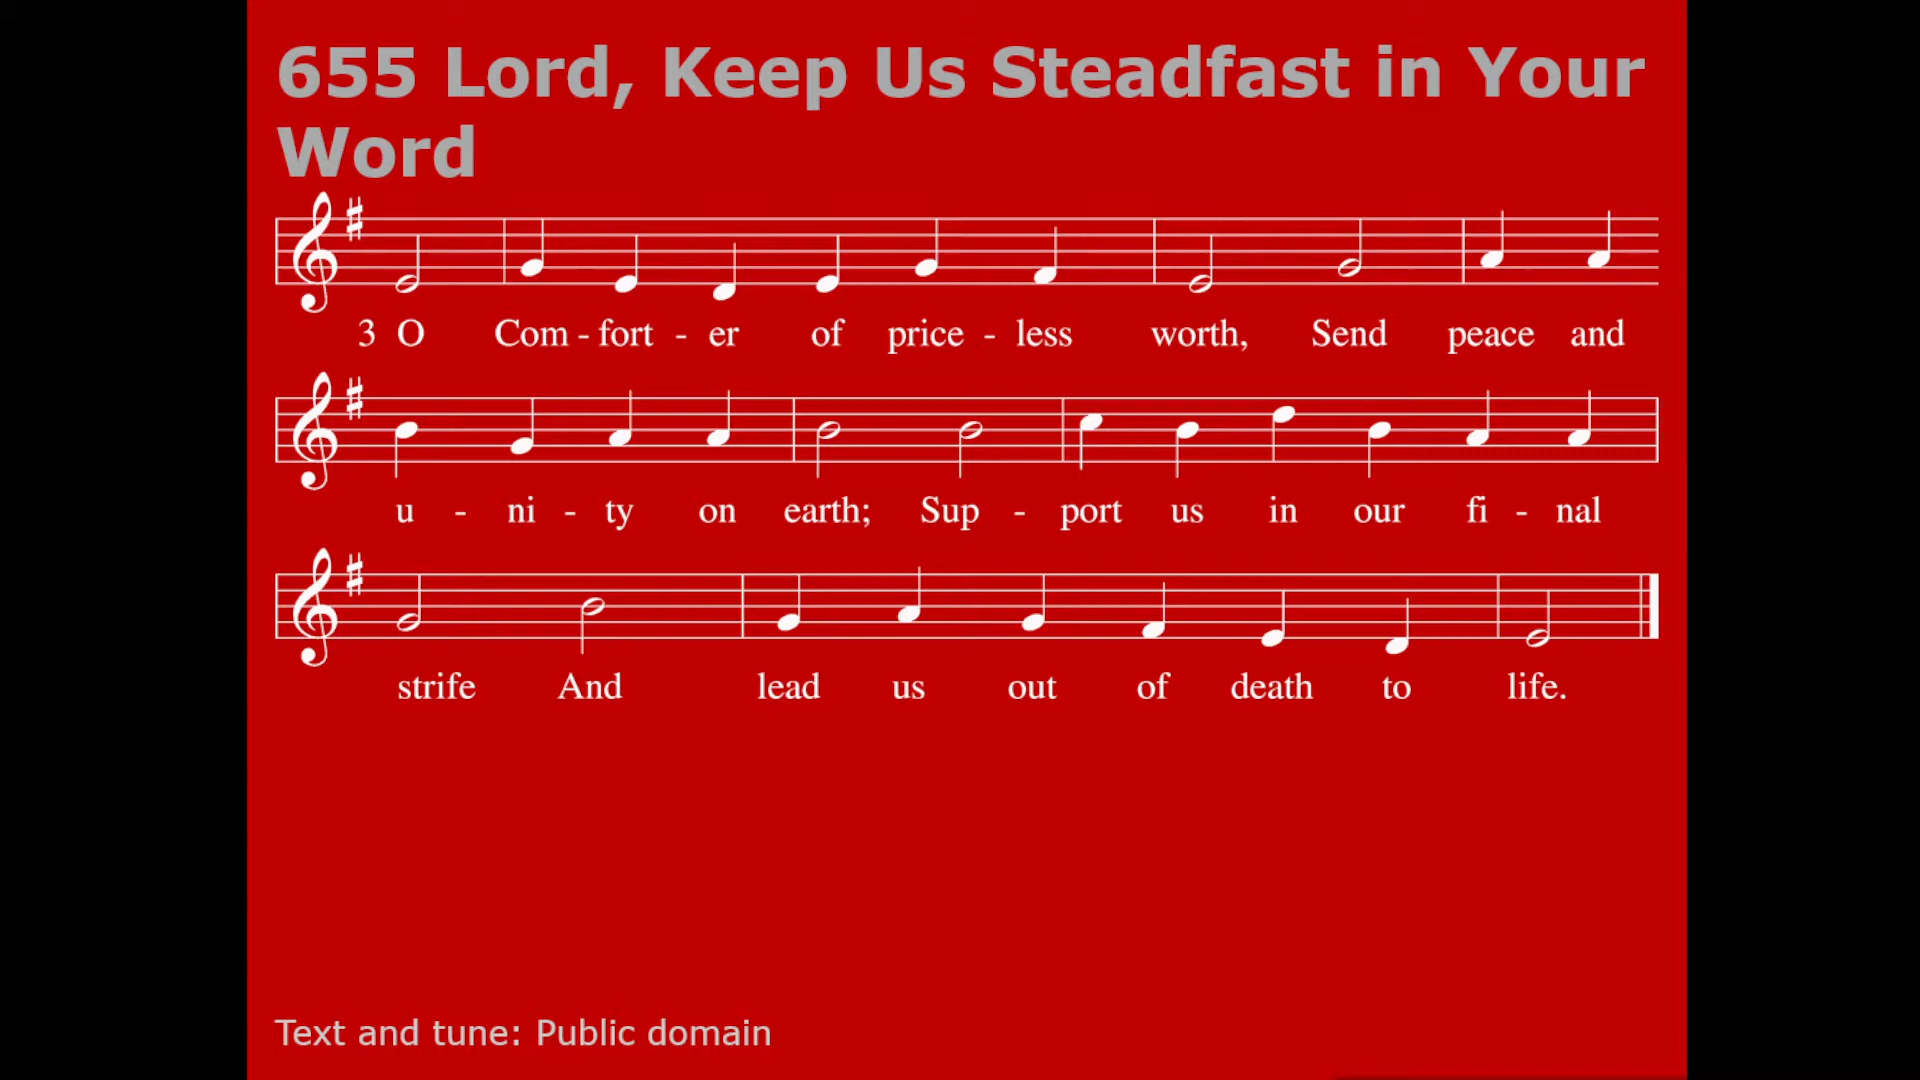 655 Lord, Keep Us Steadfast in Your
Word
3 O Com - fort - er of price - less worth, Send peace and
u - ni - ty on earth; Sup - port us in our fi - nal
strife And lead us out of death to life.
Text and tune: Public domain